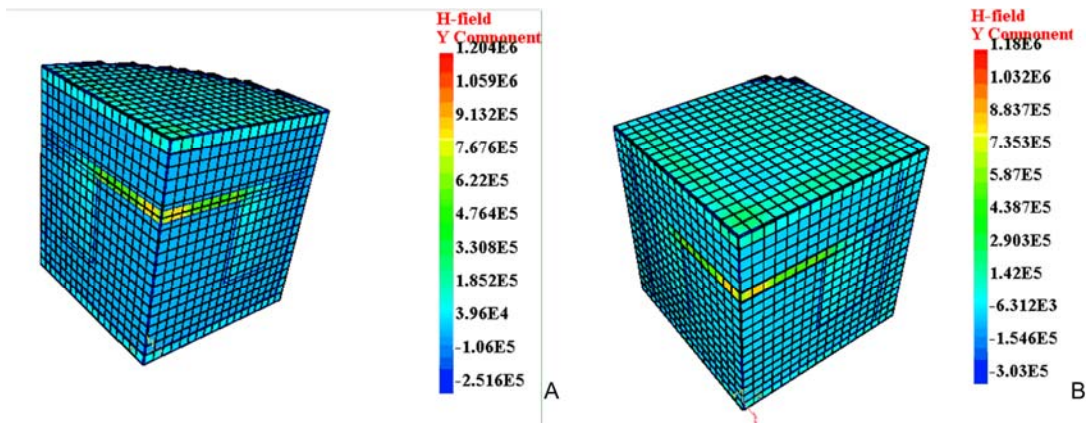 H-field
Y Component
1.204E6
1.059E6
9.132E5
7.676E5
6.22E5
4.764E5
3.308E5
1.852E5
3.96E4
-1.06E5
-2.516E5
A
H-field
Y Component
1.18E6
1.032E6
8.837E5
7.353E5
5.87E5
4.387E5
2.903E5
1.42E5
-6.312E3
-1.546E5
-3.03E5
B